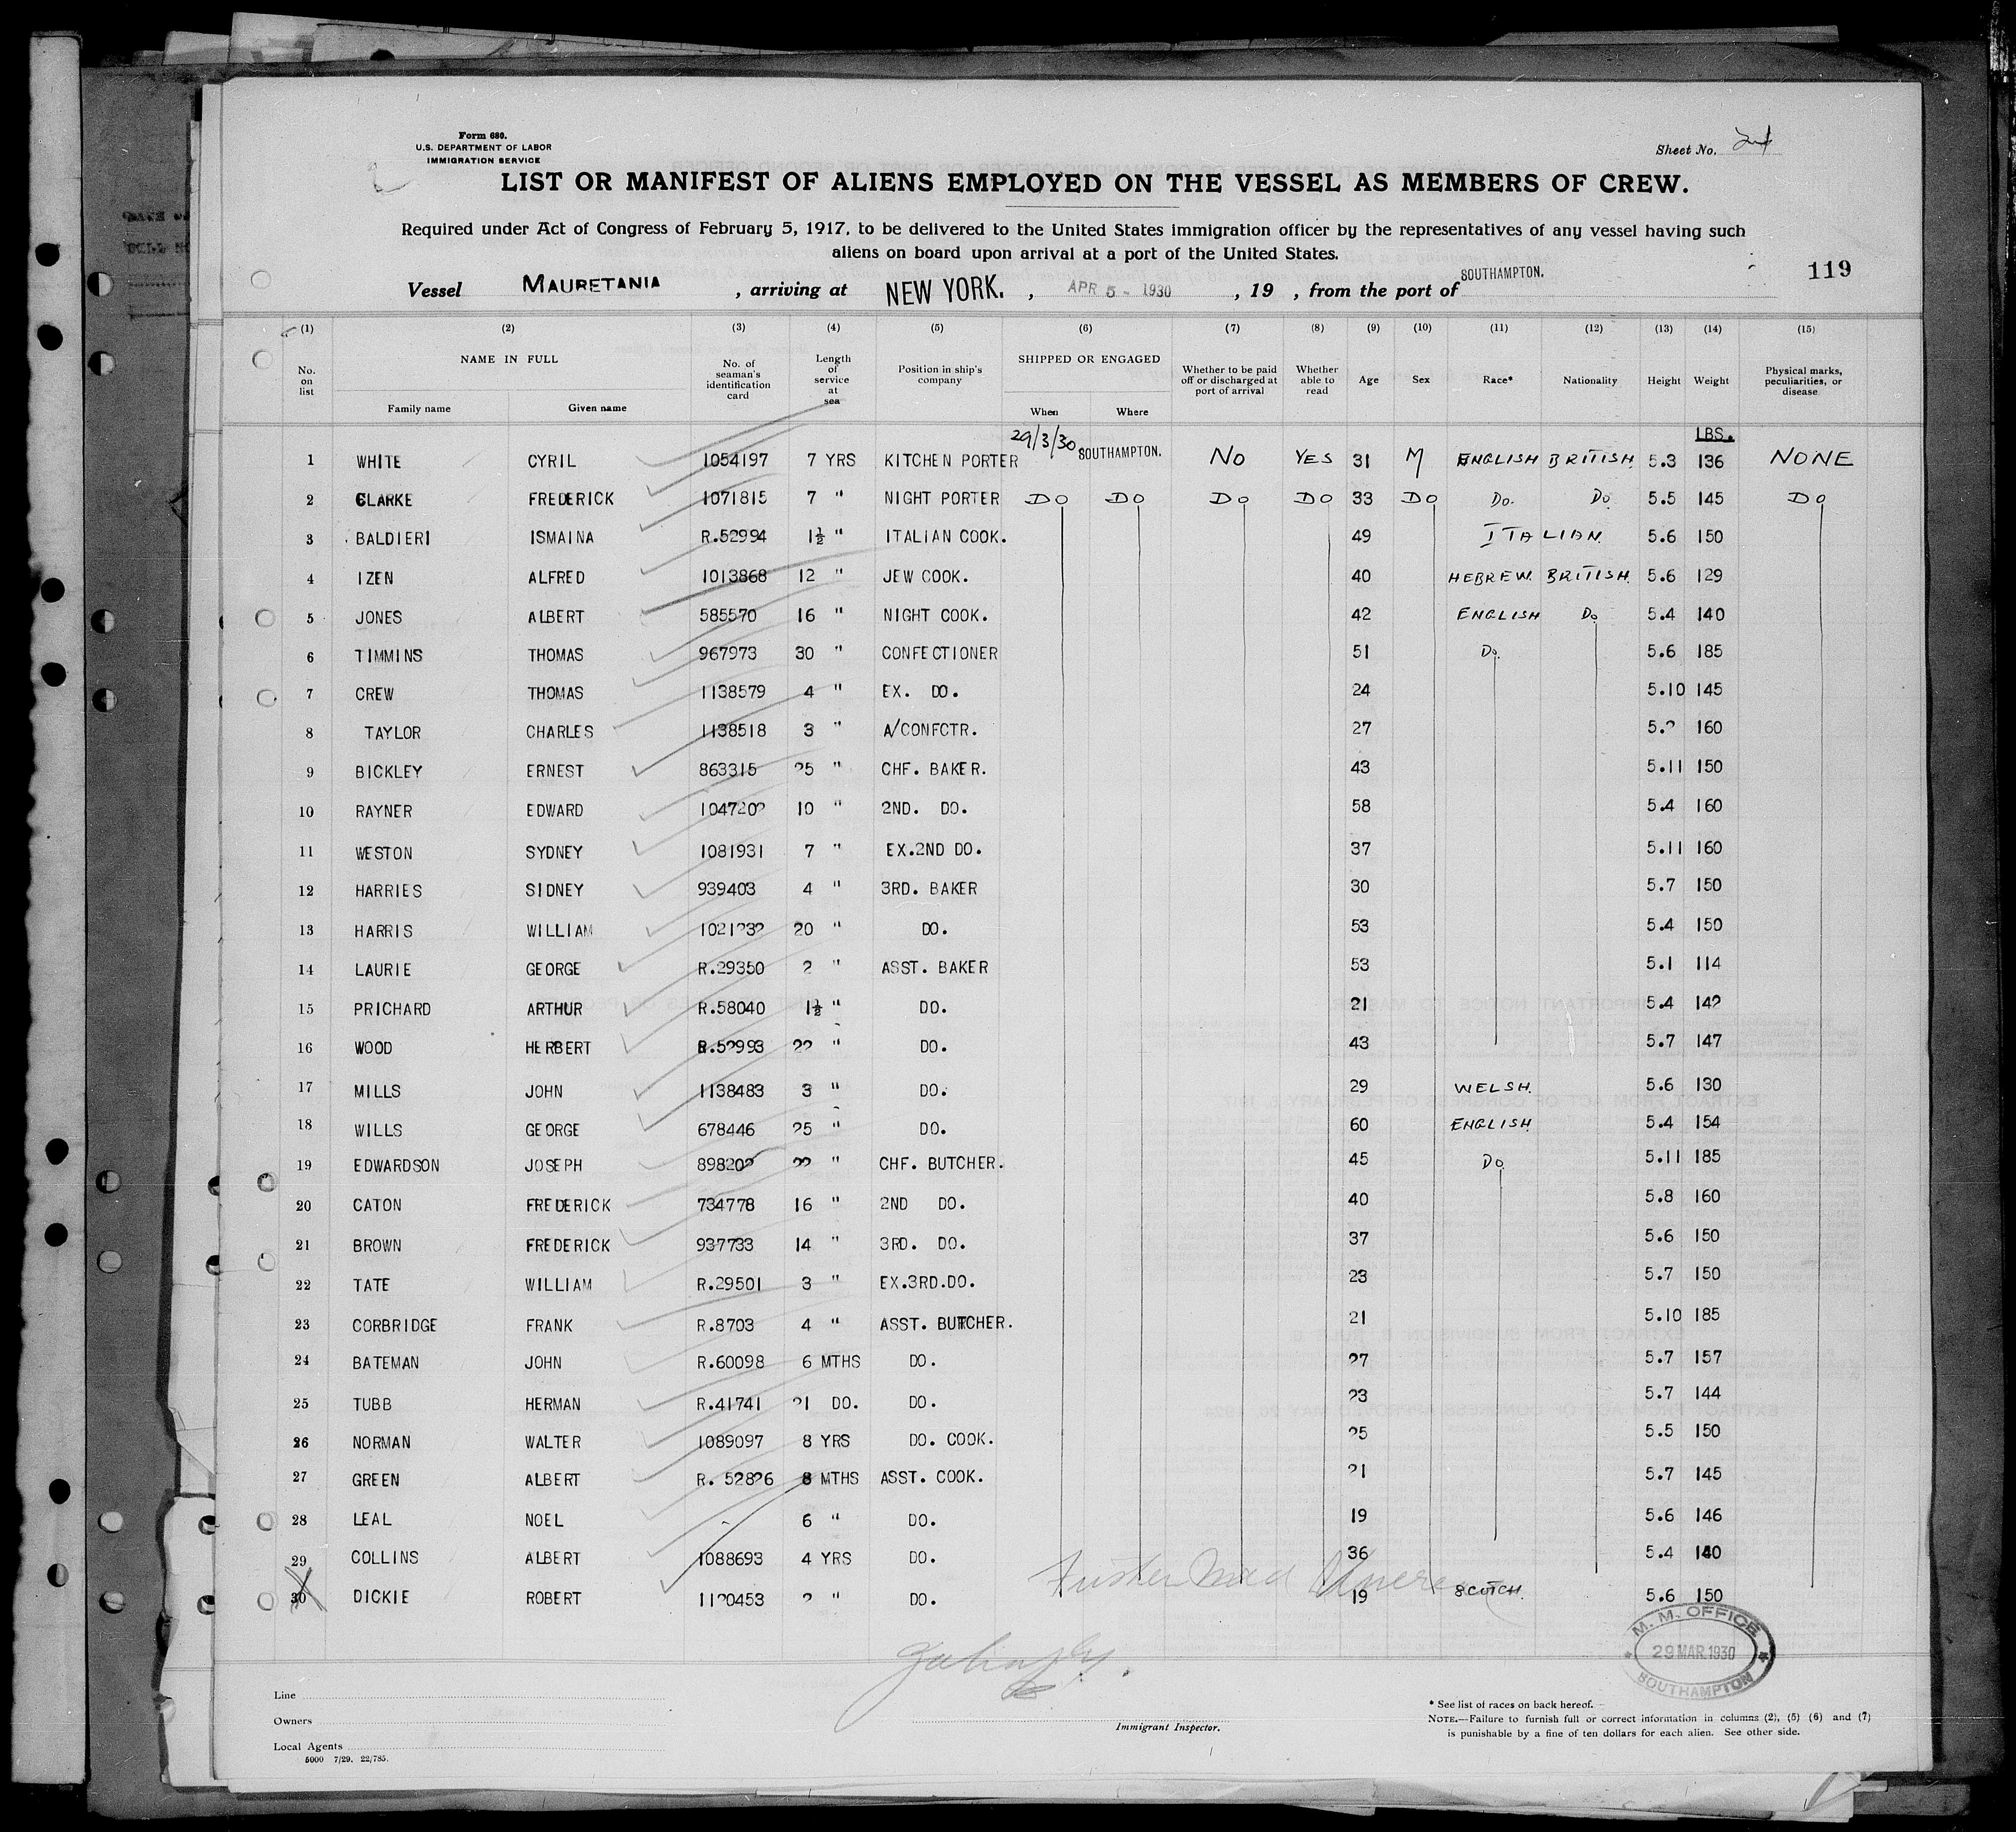 Form 680.
U.S. DEPARTMENT OF LABOR
IMMIGRATION SERVICE
Sheet No.
LIST OR MANIFEST OF ALIENS EMPLOYED ON THE VESSEL AS MEMBERS OF CREW.
Required under Act of Congress of February 5, 1917, to be delivered to the United States immigration officer by the representatives of any vessel having such
aliens on board upon arrival at a port of the United States.
119
Vessel MAURETANIA, arriving at NEW YORK., APR 5 - 1930, 19 , from the port of SOUTHAMPTON.
(1) (2) (3) (4) (5) (6) (7) (8) (9) (10) (11) (12) (13) (14) (15)
No. on list NAME IN FULL Family name Given name No. of seaman's identification card Length of service at sea Position in ship's company SHIPPED OR ENGAGED When Where Whether to be paid off or discharged at port of arrival Whether able to read Age Sex Race* Nationality Height Weight Physical marks, peculiarities, or disease
LBS.
1 WHITE CYRIL 1054197 7 YRS KITCHEN PORTER 29/3/30 SOUTHAMPTON. NO YES 31 M ENGLISH BRITISH 5.3 136 NONE
2 CLARKE FREDERICK 1071815 7 " NIGHT PORTER DO DO DO DO 33 DO DO. DO 5.5 145 DO
3 BALDIERI ISMAINA R.52994 1½ " ITALIAN COOK. 49 ITALIAN 5.6 150
4 IZEN ALFRED 1013868 12 " JEW COOK. 40 HEBREW. BRITISH. 5.6 129
5 JONES ALBERT 585570 16 " NIGHT COOK. 42 ENGLISH DO 5.4 140
6 TIMMINS THOMAS 967973 30 " CONFECTIONER 51 DO. 5.6 185
7 CREW THOMAS 1138579 4 " EX. DO. 24 5.10 145
8 TAYLOR CHARLES 1138518 3 " A/CONFCTR. 27 5.2 160
9 BICKLEY ERNEST 863315 25 " CHF. BAKER. 43 5.11 150
10 RAYNER EDWARD 1047202 10 " 2ND. DO. 58 5.4 160
11 WESTON SYDNEY 1081931 7 " EX.2ND DO. 37 5.11 160
12 HARRIES SIDNEY 939403 4 " 3RD. BAKER 30 5.7 150
13 HARRIS WILLIAM 1021232 20 " DO. 53 5.4 150
14 LAURIE GEORGE R.29350 2 " ASST. BAKER 53 5.1 114
15 PRICHARD ARTHUR R.58040 1½ " DO. 21 5.4 142
16 WOOD HERBERT R.52993 22 " DO. 43 5.7 147
17 MILLS JOHN 1138483 3 " DO. 29 WELSH. 5.6 130
18 WILLS GEORGE 678446 25 " DO. 60 ENGLISH 5.4 154
19 EDWARDSON JOSEPH 898202 22 " CHF. BUTCHER. 45 DO 5.11 185
20 CATON FREDERICK 734778 16 " 2ND DO. 40 5.8 160
21 BROWN FREDERICK 937733 14 " 3RD. DO. 37 5.6 150
22 TATE WILLIAM R.29501 3 " EX.3RD.DO. 23 5.7 150
23 CORBRIDGE FRANK R.8703 4 " ASST. BUTCHER. 21 5.10 185
24 BATEMAN JOHN R.60098 6 MTHS DO. 27 5.7 157
25 TUBB HERMAN R.41741 21 DO. DO. 23 5.7 144
26 NORMAN WALTER 1089097 8 YRS DO. COOK. 25 5.5 150
27 GREEN ALBERT R. 52826 8 MTHS ASST. COOK. 21 5.7 145
28 LEAL NOEL - 6 " DO. 19 5.6 146
29 COLLINS ALBERT 1088693 4 YRS DO. 36 5.4 140
30 DICKIE ROBERT 1120453 2 " DO. 19 SCOTCH. 5.6 150
M. M. OFFICE
29 MAR.1930
SOUTHAMPTON
Line
Owners
Local Agents
5000 7/29. 22/785.
Immigrant Inspector.
* See list of races on back hereof.
NOTE.—Failure to furnish full or correct information in columns (2), (5) (6) and (7)
is punishable by a fine of ten dollars for each alien. See other side.